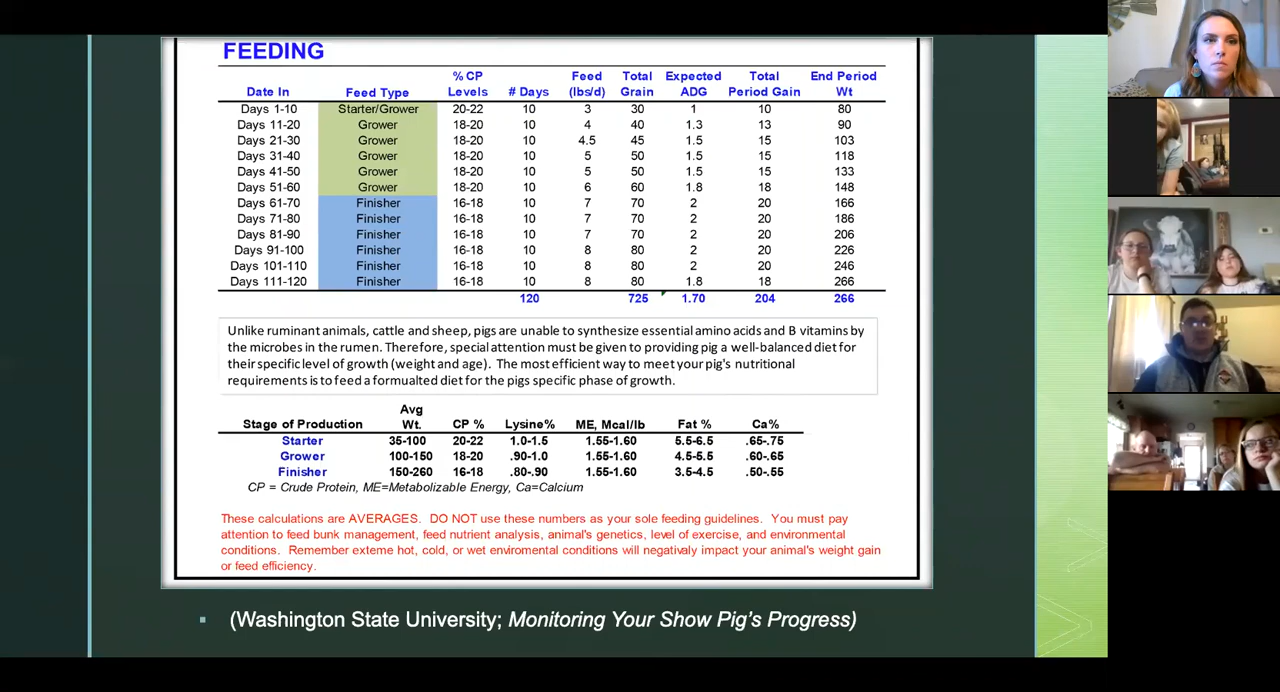 FEEDING
Date In Feed Type % CP Levels # Days Feed (lbs/d) Total Grain Expected ADG Total Period Gain End Period Wt
Days 1-10 Starter/Grower 20-22 10 3 30 1 10 80
Days 11-20 Grower 18-20 10 4 40 1.3 13 90
Days 21-30 Grower 18-20 10 4.5 45 1.5 15 103
Days 31-40 Grower 18-20 10 5 50 1.5 15 118
Days 41-50 Grower 18-20 10 5 50 1.5 15 133
Days 51-60 Grower 18-20 10 6 60 1.8 18 148
Days 61-70 Finisher 16-18 10 7 70 2 20 166
Days 71-80 Finisher 16-18 10 7 70 2 20 186
Days 81-90 Finisher 16-18 10 7 70 2 20 206
Days 91-100 Finisher 16-18 10 8 80 2 20 226
Days 101-110 Finisher 16-18 10 8 80 2 20 246
Days 111-120 Finisher 16-18 10 8 80 1.8 18 266
120 725 1.70 204 266
Unlike ruminant animals, cattle and sheep, pigs are unable to synthesize essential amino acids and B vitamins by
the microbes in the rumen. Therefore, special attention must be given to providing pig a well-balanced diet for
their specific level of growth (weight and age). The most efficient way to meet your pig's nutritional
requirements is to feed a formualted diet for the pigs specific phase of growth.
Stage of Production Avg Wt. CP % Lysine% ME, Mcal/lb Fat % Ca%
Starter 35-100 20-22 1.0-1.5 1.55-1.60 5.5-6.5 .65-.75
Grower 100-150 18-20 .90-1.0 1.55-1.60 4.5-5.5 .60-.65
Finisher 150-260 16-18 .80-.90 1.55-1.60 3.5-4.5 .50-.55
CP = Crude Protein, ME=Metabolizable Energy, Ca=Calcium
These calculations are AVERAGES. DO NOT use these numbers as your sole feeding guidelines. You must pay
attention to feed bunk management, feed nutrient analysis, animal's genetics, level of exercise, and environmental
conditions. Remember exteme hot, cold, or wet enviromental conditions will negativaly impact your animal's weight gain
or feed efficiency.
(Washington State University; Monitoring Your Show Pig's Progress)